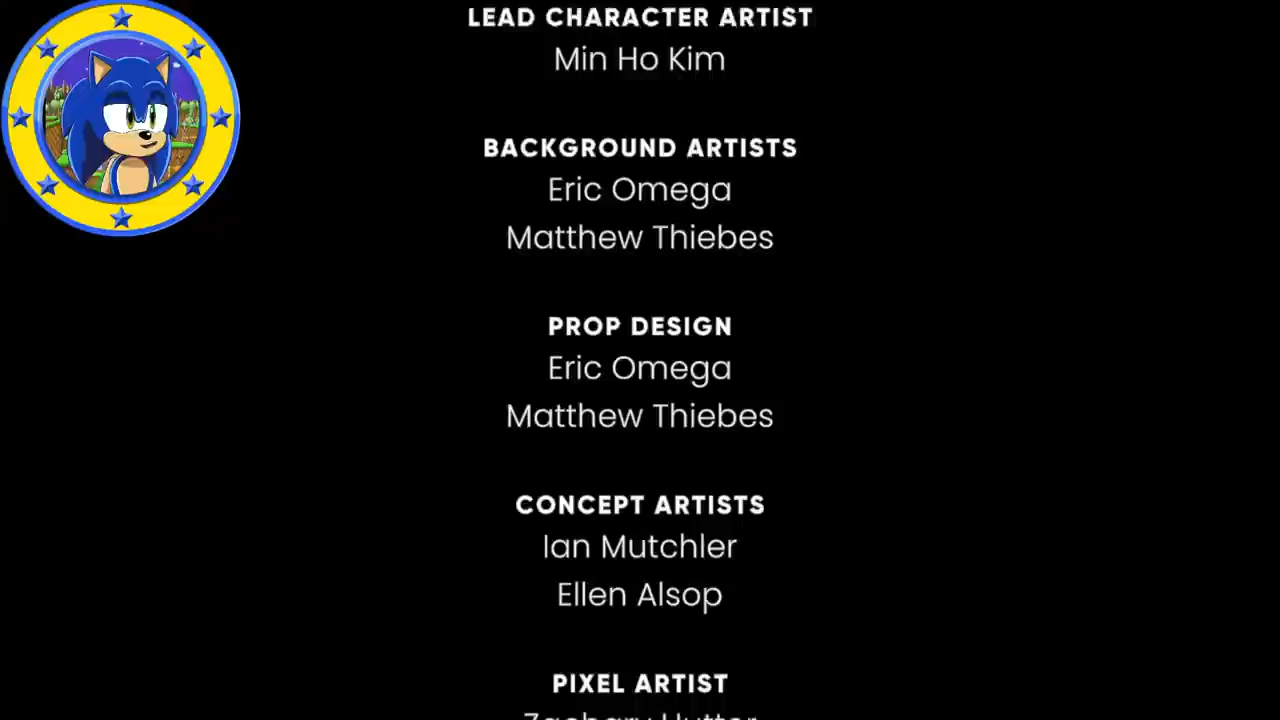 LEAD CHARACTER ARTIST
Min Ho Kim
BACKGROUND ARTISTS
Eric Omega
Matthew Thiebes
PROP DESIGN
Eric Omega
Matthew Thiebes
CONCEPT ARTISTS
Ian Mutchler
Ellen Alsop
PIXEL ARTIST